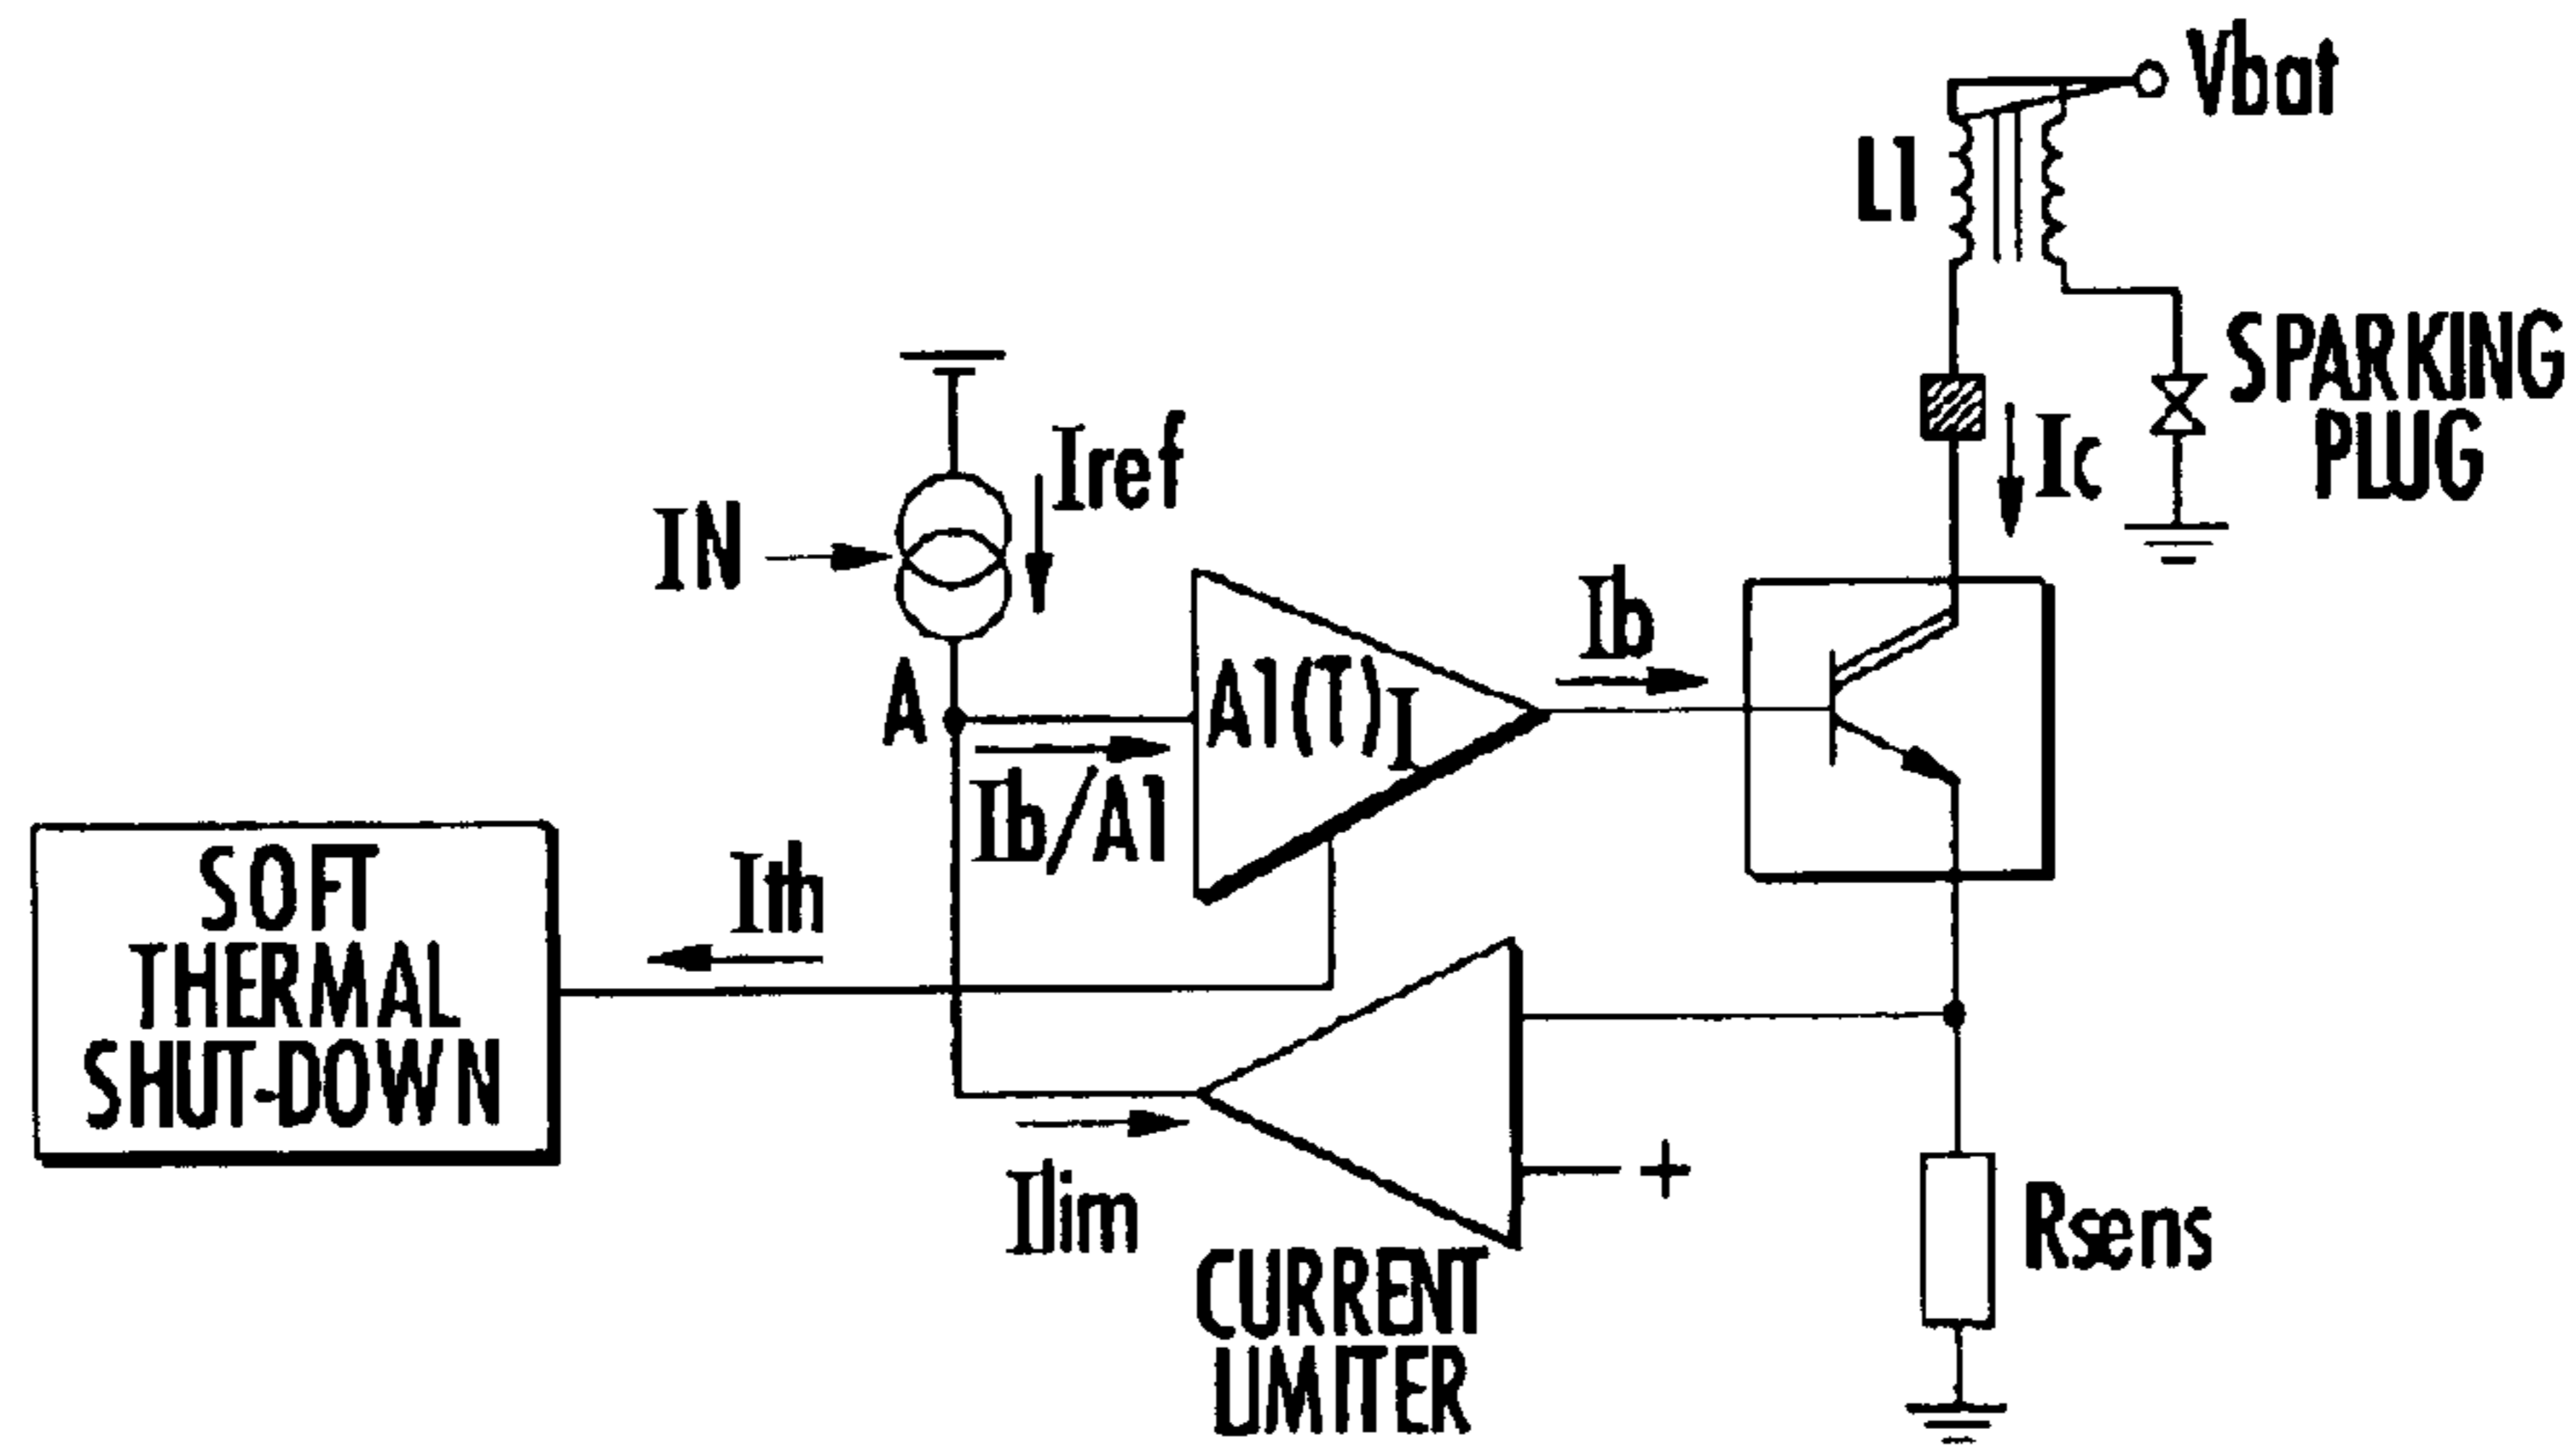 Vbat
L1
SPARKING
PLUG
Ic
Iref
IN
Ib
A
A1(T)I
Ib/A1
Ith
SOFT
THERMAL
SHUT-DOWN
Ilim
+
CURRENT
LIMITER
Rsens